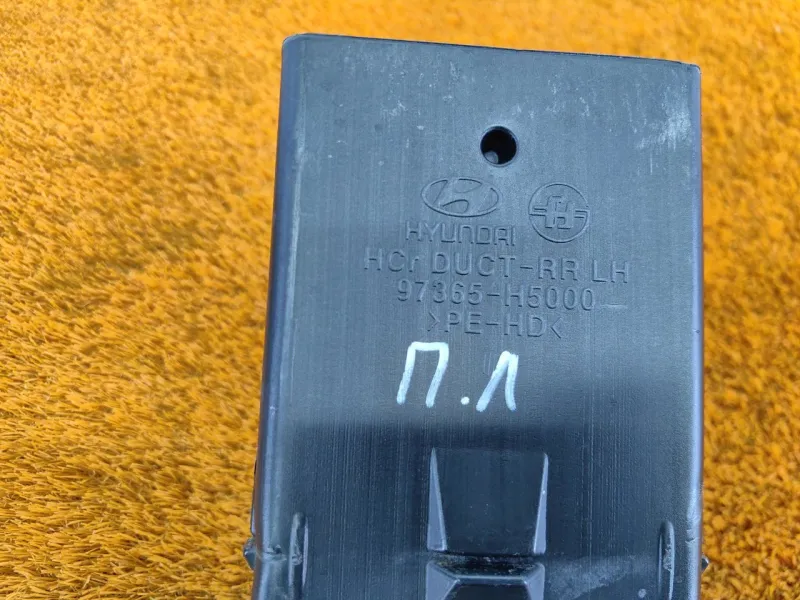 HYUNDAI
HCr DUCT-RR LH
97365-H5000
>PE-HD<
П.Л